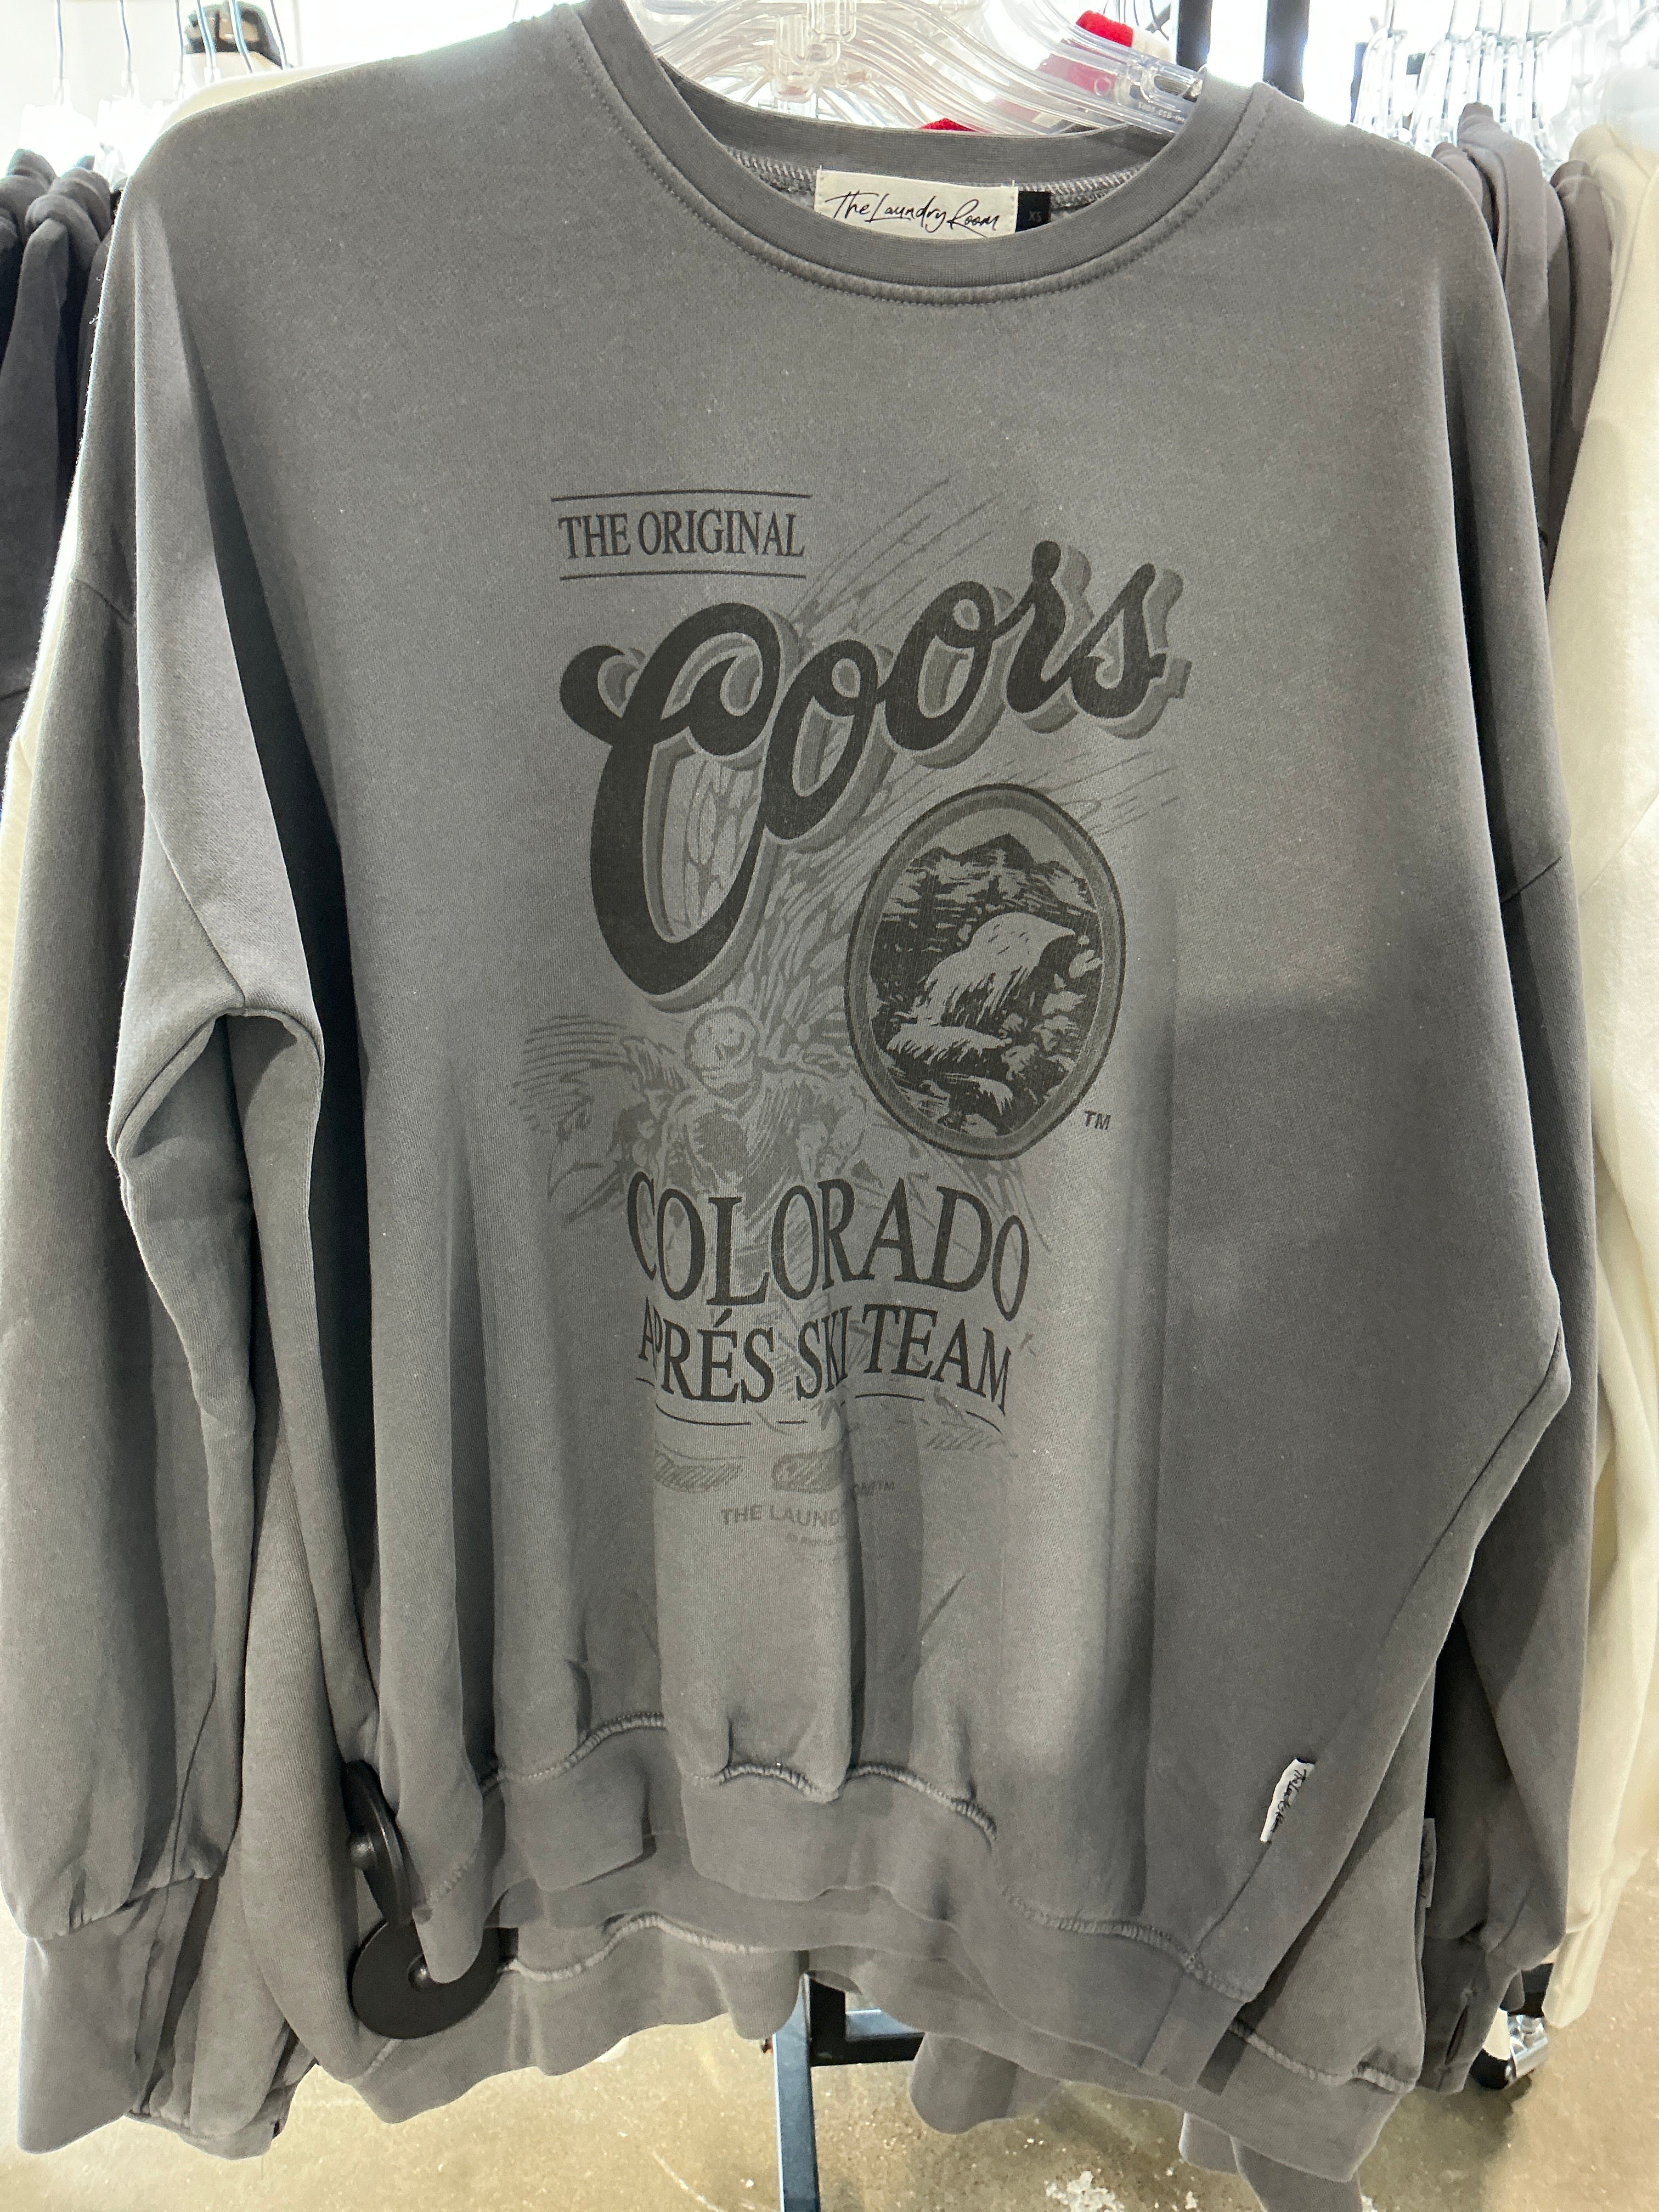 The Laundry Room
XS
THE ORIGINAL
Coors
TM
COLORADO
APRÉS SKI TEAM
THE LAUND